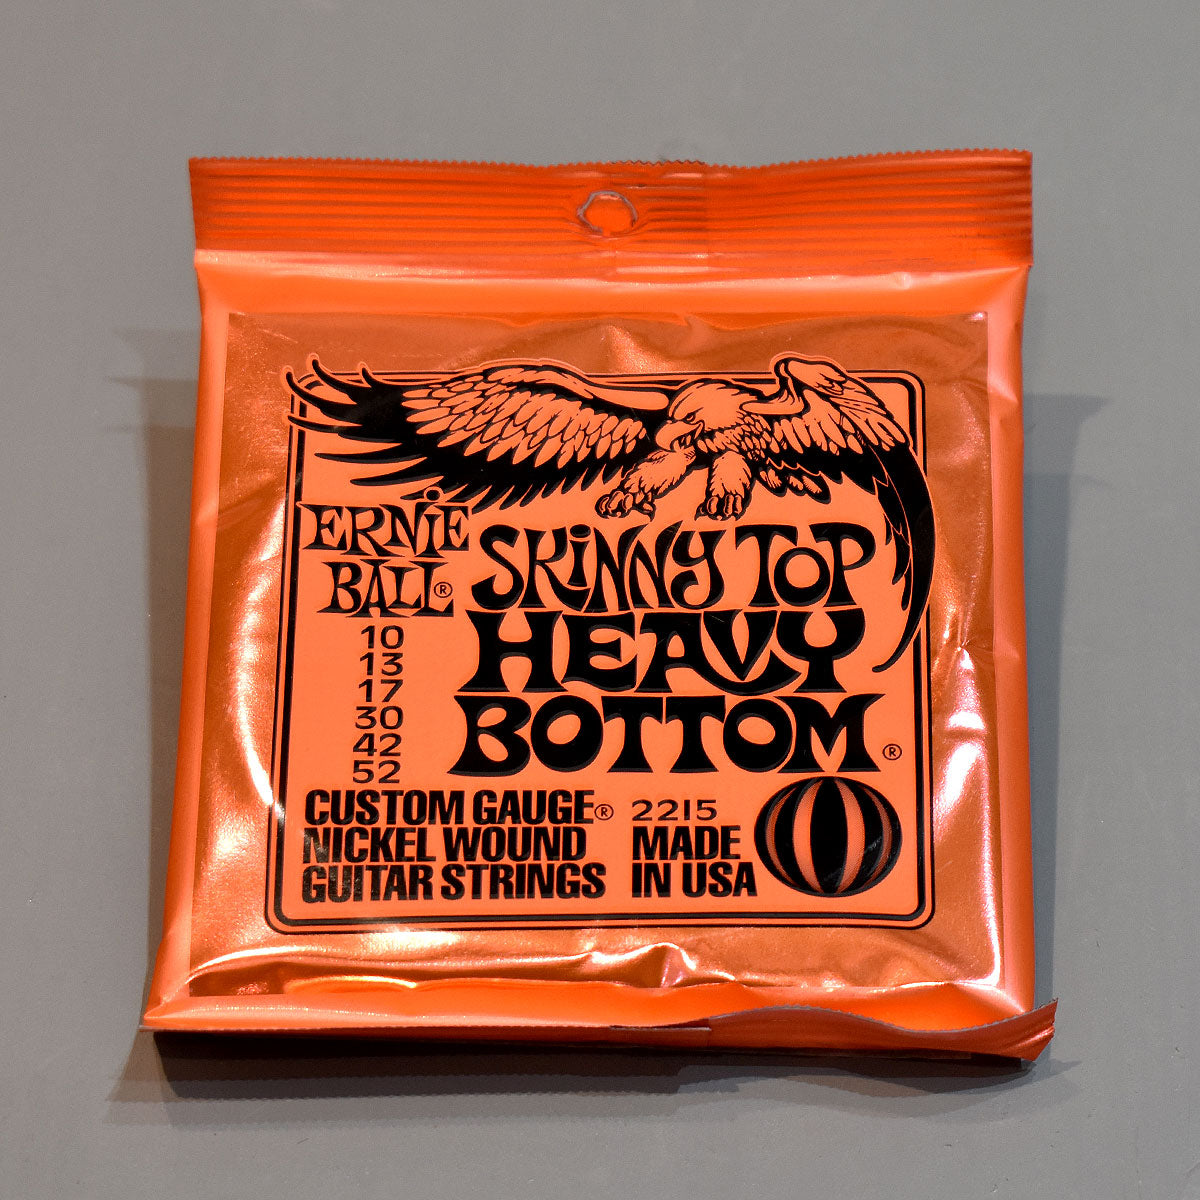 ERNiE
BALL®
10
13
17
30
42
52
SKiNNY TOP
HEAVY
BOTTOM®
CUSTOM GAUGE®
NICKEL WOUND
GUITAR STRINGS
2215
MADE
IN USA